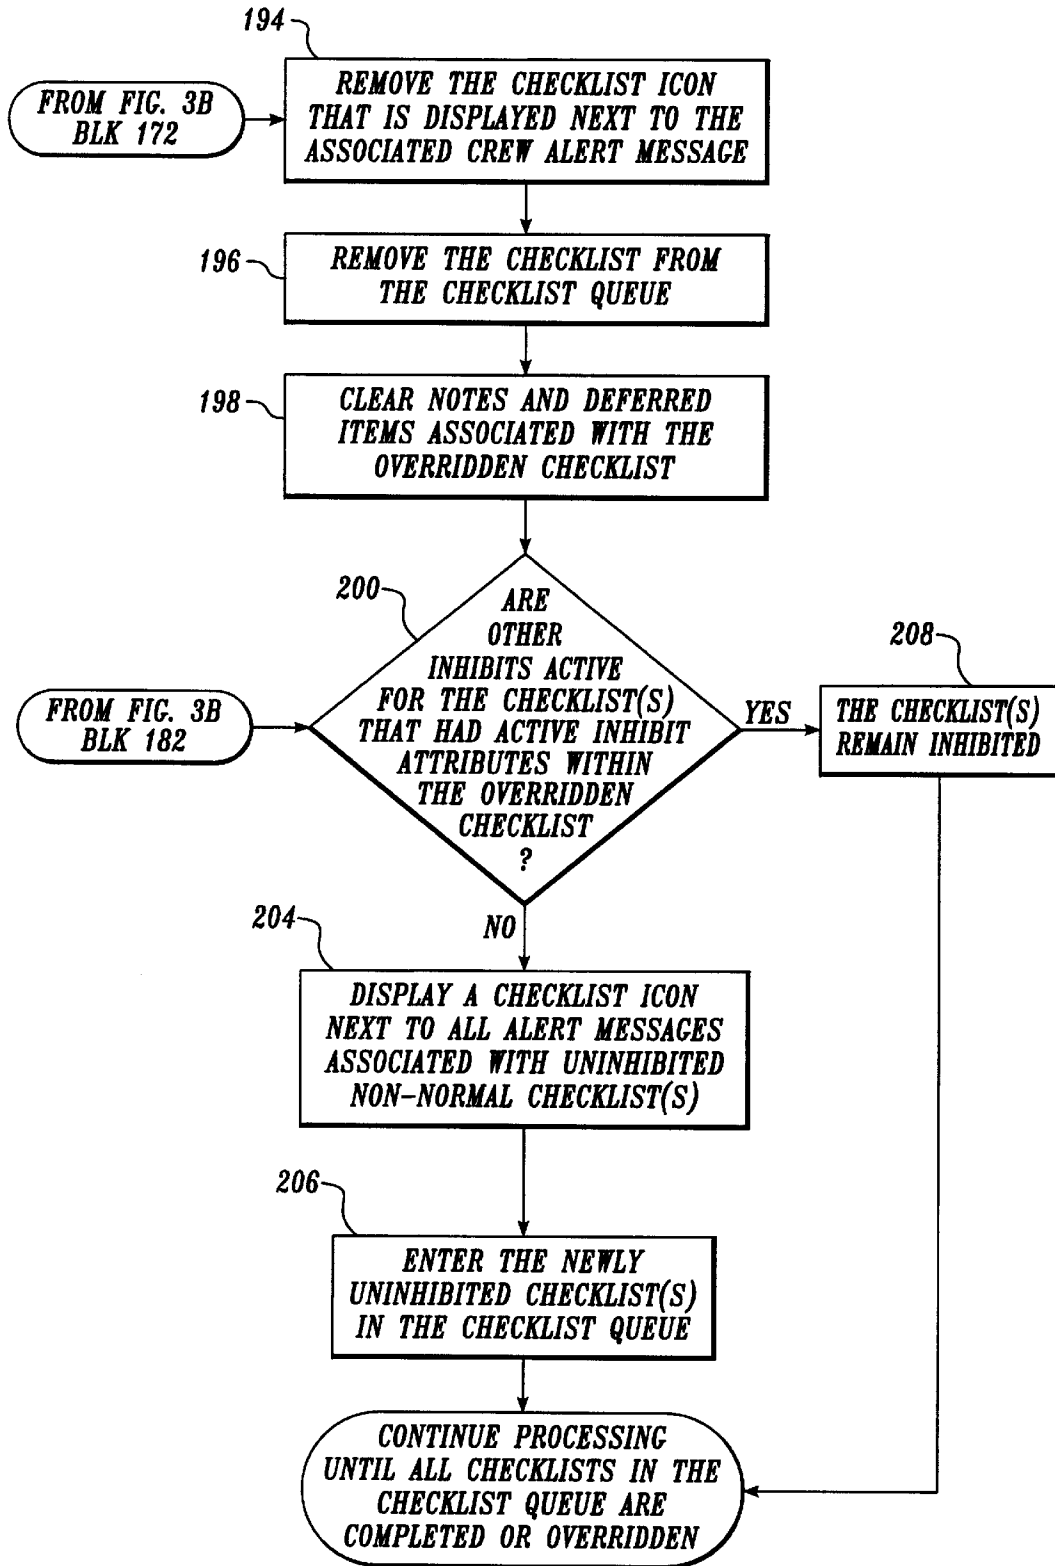 194
REMOVE THE CHECKLIST ICON
THAT IS DISPLAYED NEXT TO THE
ASSOCIATED CREW ALERT MESSAGE
FROM FIG. 3B
BLK 172
196
REMOVE THE CHECKLIST FROM
THE CHECKLIST QUEUE
198
CLEAR NOTES AND DEFERRED
ITEMS ASSOCIATED WITH THE
OVERRIDDEN CHECKLIST
200
ARE
OTHER
INHIBITS ACTIVE
FOR THE CHECKLIST(S)
THAT HAD ACTIVE INHIBIT
ATTRIBUTES WITHIN
THE OVERRIDDEN
CHECKLIST
?
FROM FIG. 3B
BLK 182
YES
208
THE CHECKLIST(S)
REMAIN INHIBITED
NO
204
DISPLAY A CHECKLIST ICON
NEXT TO ALL ALERT MESSAGES
ASSOCIATED WITH UNINHIBITED
NON-NORMAL CHECKLIST(S)
206
ENTER THE NEWLY
UNINHIBITED CHECKLIST(S)
IN THE CHECKLIST QUEUE
CONTINUE PROCESSING
UNTIL ALL CHECKLISTS IN THE
CHECKLIST QUEUE ARE
COMPLETED OR OVERRIDDEN